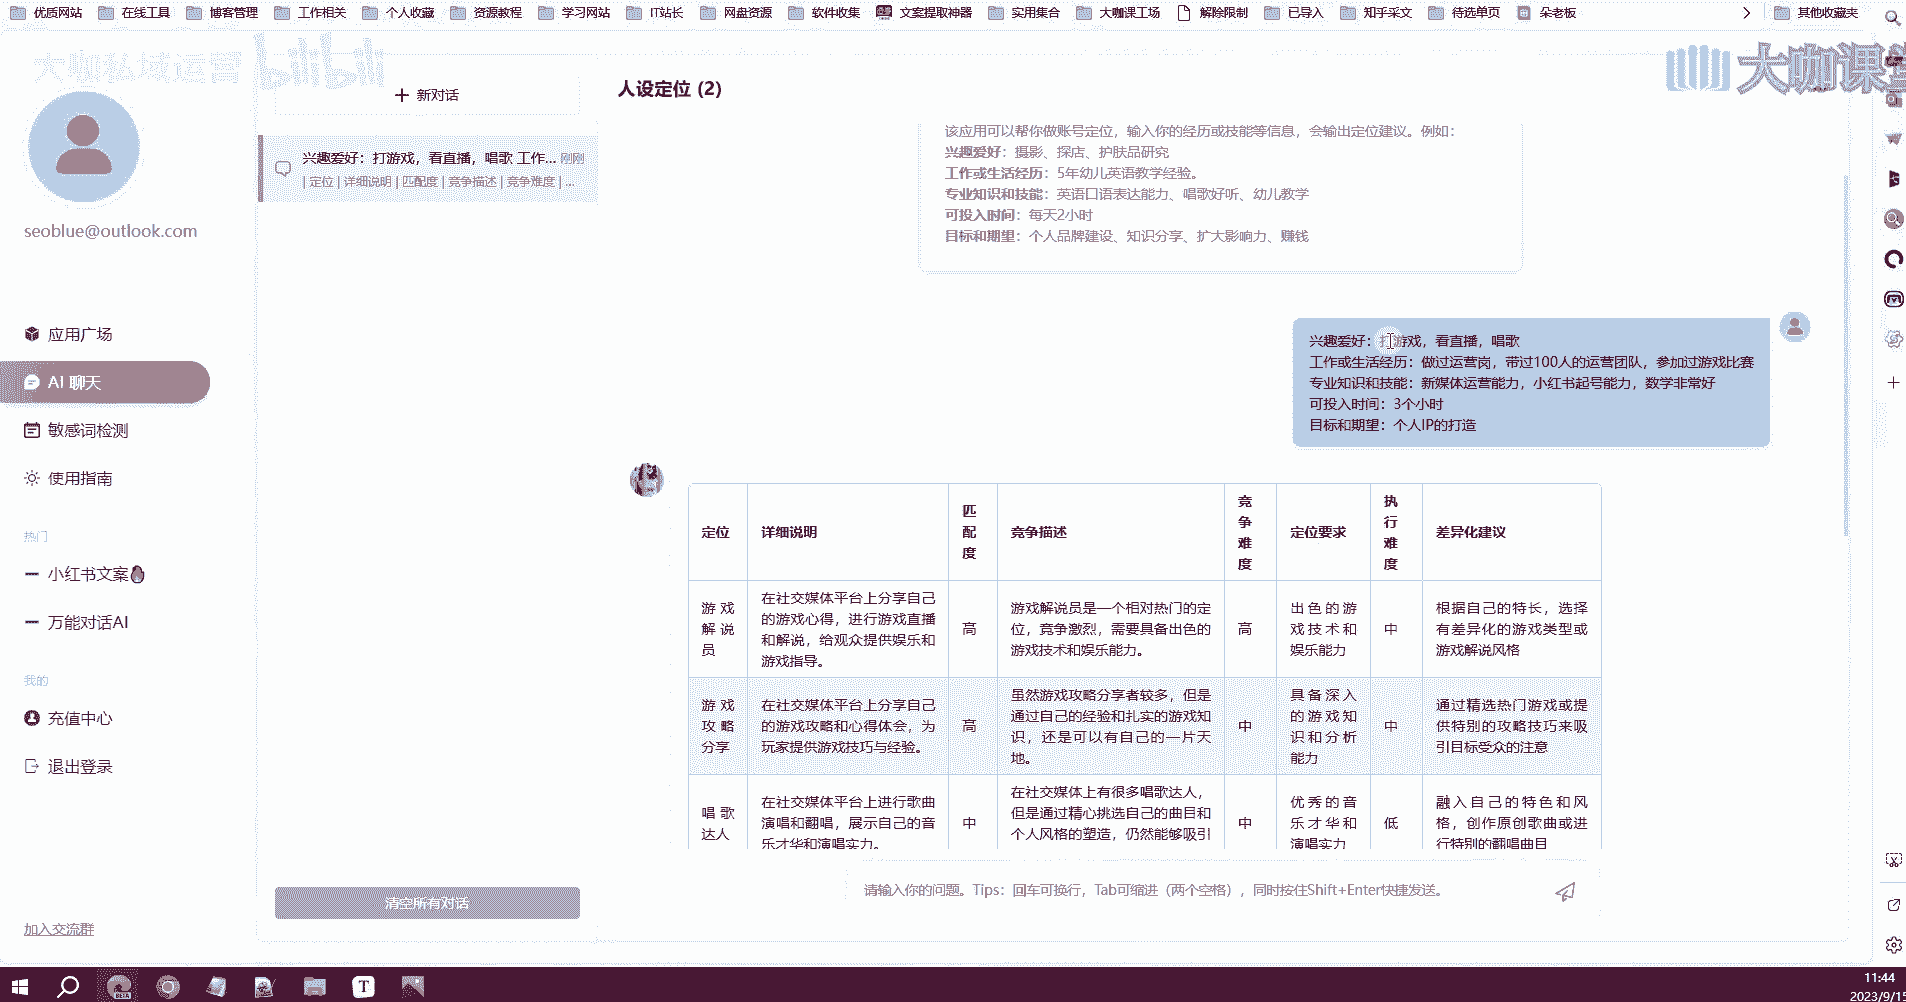 优质网站 在线工具 博客管理 工作相关 个人收藏 资源教程 学习网站 IT站长 网盘资源 软件收集 文案提取神器 实用集合 大咖课工场 解除限制 已导入 知乎采文 待选单页 朵老板 其他收藏夹
大咖私域运营 bilibili
大咖课堂
seoblue@outlook.com
应用广场
AI 聊天
敏感词检测
使用指南
热门
小红书文案
万能对话AI
我的
充值中心
退出登录
加入交流群
新对话
兴趣爱好：打游戏，看直播，唱歌 工作... 刚刚
| 定位 | 详细说明 | 匹配度 | 竞争描述 | 竞争难度 | ...
清空所有对话
人设定位 (2)
该应用可以帮你做账号定位，输入你的经历或技能等信息，会输出定位建议。例如：
兴趣爱好：摄影、探店、护肤品研究
工作或生活经历：5年幼儿英语教学经验。
专业知识和技能：英语口语表达能力、唱歌好听、幼儿教学
可投入时间：每天2小时
目标和期望：个人品牌建设、知识分享、扩大影响力、赚钱
兴趣爱好：打游戏，看直播，唱歌
工作或生活经历：做过运营岗，带过100人的运营团队，参加过游戏比赛
专业知识和技能：新媒体运营能力，小红书起号能力，数学非常好
可投入时间：3个小时
目标和期望：个人IP的打造
定位 详细说明 匹配度 竞争描述 竞争难度 定位要求 执行难度 差异化建议
游戏解说员 在社交媒体平台上分享自己的游戏心得，进行游戏直播和解说，给观众提供娱乐和游戏指导。 高 游戏解说员是一个相对热门的定位，竞争激烈，需要具备出色的游戏技术和娱乐能力。 高 出色的游戏技术和娱乐能力 中 根据自己的特长，选择有差异化的游戏类型或游戏解说风格
游戏攻略分享 在社交媒体平台上分享自己的游戏攻略和心得体会，为玩家提供游戏技巧与经验。 高 虽然游戏攻略分享者较多，但是通过自己的经验和扎实的游戏知识，还是可以有自己的一片天地。 中 具备深入的游戏知识和分析能力 中 通过精选热门游戏或提供特别的攻略技巧来吸引目标受众的注意
唱歌达人 在社交媒体平台上进行歌曲演唱和翻唱，展示自己的音乐才华和演唱实力。 中 在社交媒体上有很多唱歌达人，但是通过精心挑选自己的曲目和个人风格的塑造，仍然能够吸引 中 优秀的音乐才华和演唱实力 低 融入自己的特色和风格，创作原创歌曲或进行特别的翻唱曲目
请输入你的问题。Tips：回车可换行，Tab可缩进（两个空格），同时按住Shift+Enter快捷发送。
BETA
T
11:44
2023/9/15